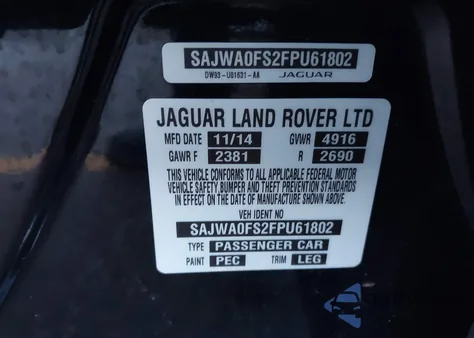 SAJWA0FS2FPU61802
DW93-U61631-AA JAGUAR
JAGUAR LAND ROVER LTD
MFD DATE 11/14 GVWR 4916
GAWR F 2381 R 2690
THIS VEHICLE CONFORMS TO ALL APPLICABLE FEDERAL MOTOR
VEHICLE SAFETY, BUMPER AND THEFT PREVENTION STANDARDS
IN EFFECT ON THE DATE OF MANUFACTURE SHOWN ABOVE.
VEH IDENT NO
SAJWA0FS2FPU61802
TYPE PASSENGER CAR
PAINT PEC TRIM LEG